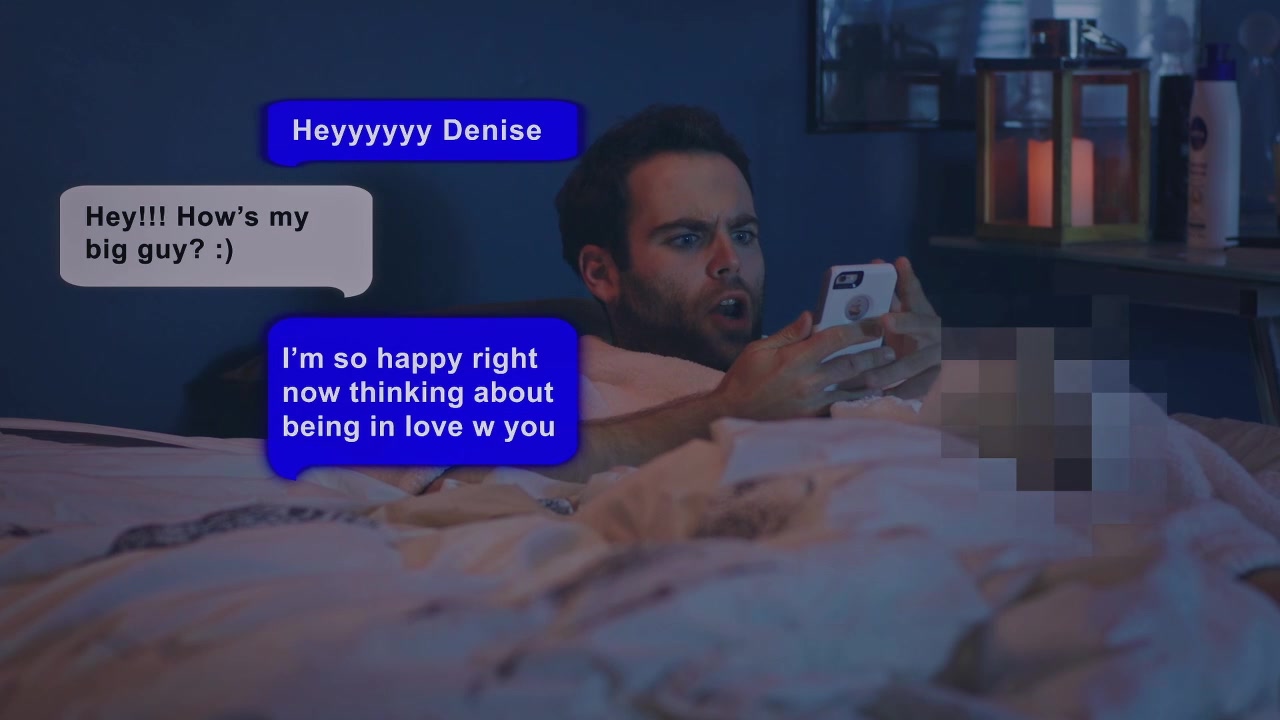 Heyyyyyy Denise
Hey!!! How's my
big guy? :)
I'm so happy right
now thinking about
being in love w you